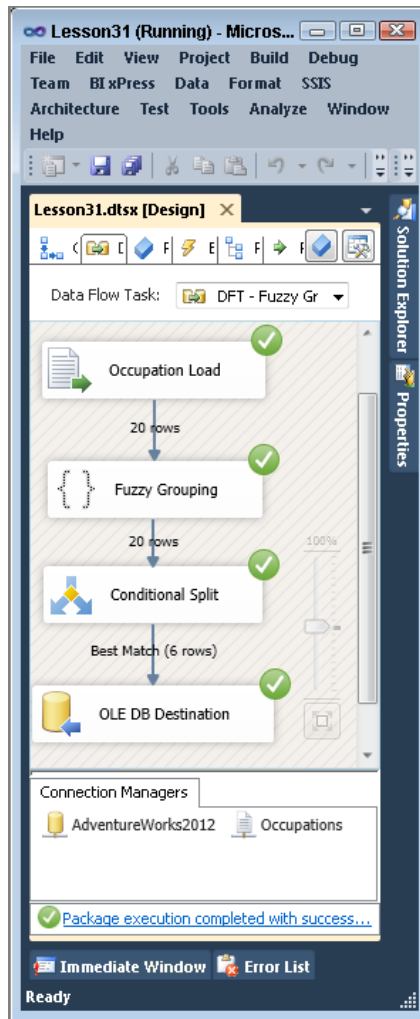 Lesson31 (Running) - Micros...
File Edit View Project Build Debug
Team BI xPress Data Format SSIS
Architecture Test Tools Analyze Window
Help
Lesson31.dtsx [Design]
Data Flow Task: DFT - Fuzzy Gr
Occupation Load
20 rows
Fuzzy Grouping
20 rows
100%
Conditional Split
Best Match (6 rows)
OLE DB Destination
Solution Explorer
Properties
Connection Managers
AdventureWorks2012 Occupations
Package execution completed with success...
Immediate Window Error List
Ready